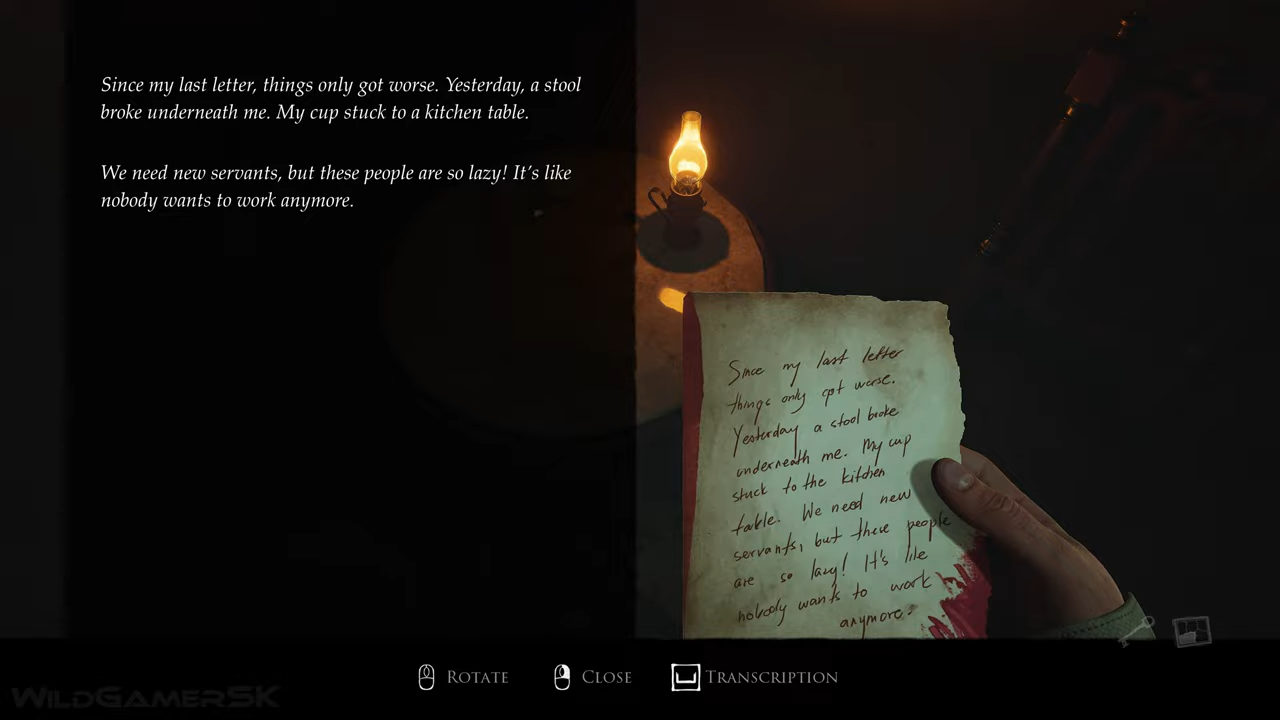 Since my last letter, things only got worse. Yesterday, a stool
broke underneath me. My cup stuck to a kitchen table.
We need new servants, but these people are so lazy! It's like
nobody wants to work anymore.
Since my last letter
things only got worse.
Yesterday a stool broke
underneath me. My cup
stuck to the kitchen
table. We need new
servants, but these people
are so lazy! It's like
nobody wants to work
anymore.
ROTATE
CLOSE
TRANSCRIPTION
WILDGAMERSK